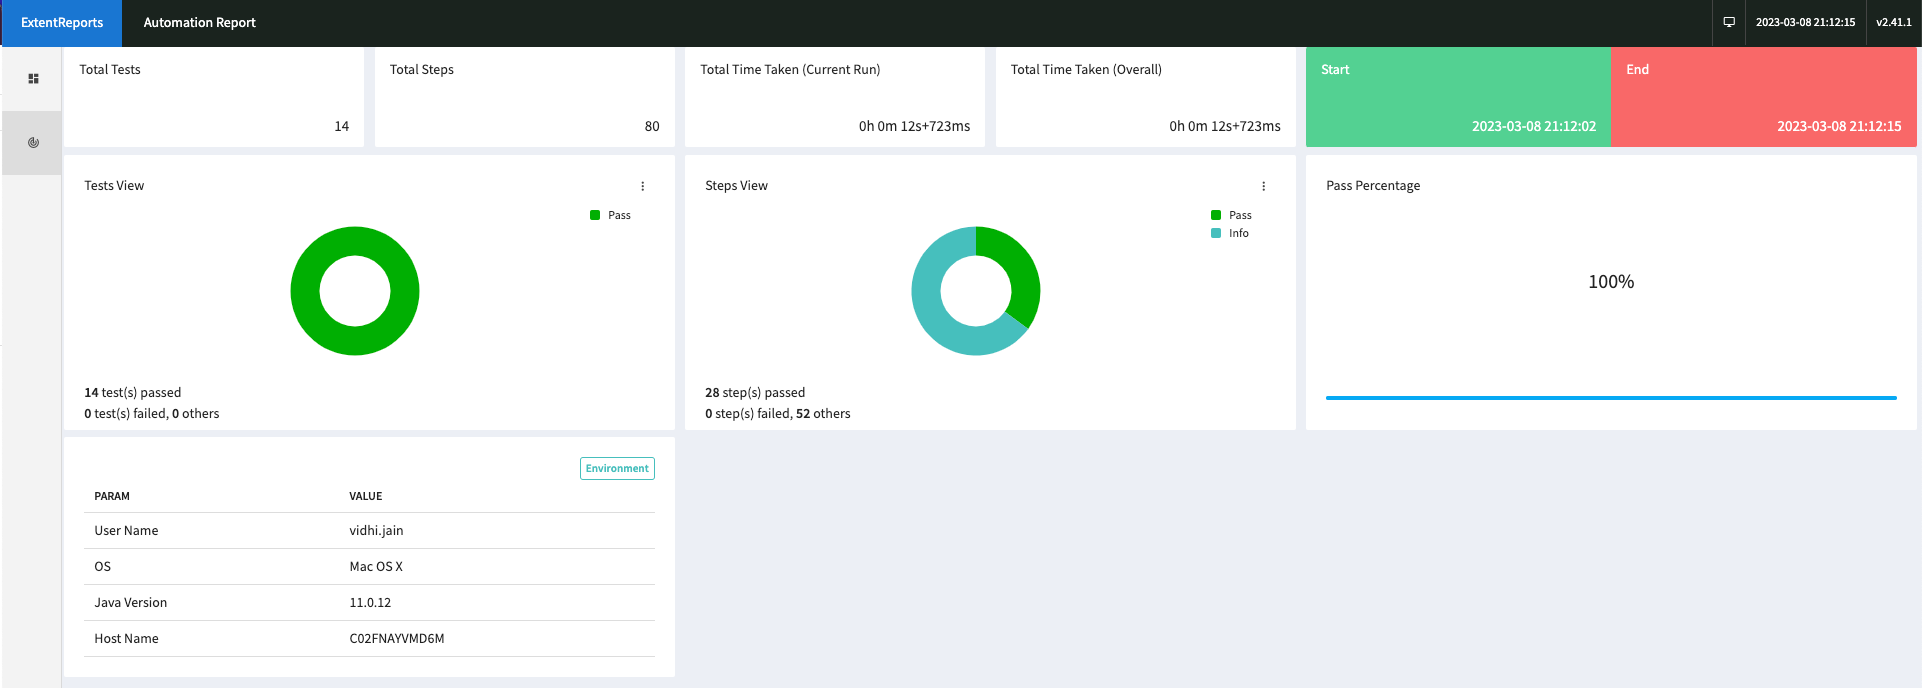 ExtentReports
Automation Report
2023-03-08 21:12:15
v2.41.1
Total Tests
14
Total Steps
80
Total Time Taken (Current Run)
0h 0m 12s+723ms
Total Time Taken (Overall)
0h 0m 12s+723ms
Start
2023-03-08 21:12:02
End
2023-03-08 21:12:15
Tests View
Pass
14 test(s) passed
0 test(s) failed, 0 others
Steps View
Pass
Info
28 step(s) passed
0 step(s) failed, 52 others
Pass Percentage
100%
Environment
PARAM VALUE
User Name vidhi.jain
OS Mac OS X
Java Version 11.0.12
Host Name C02FNAYVMD6M